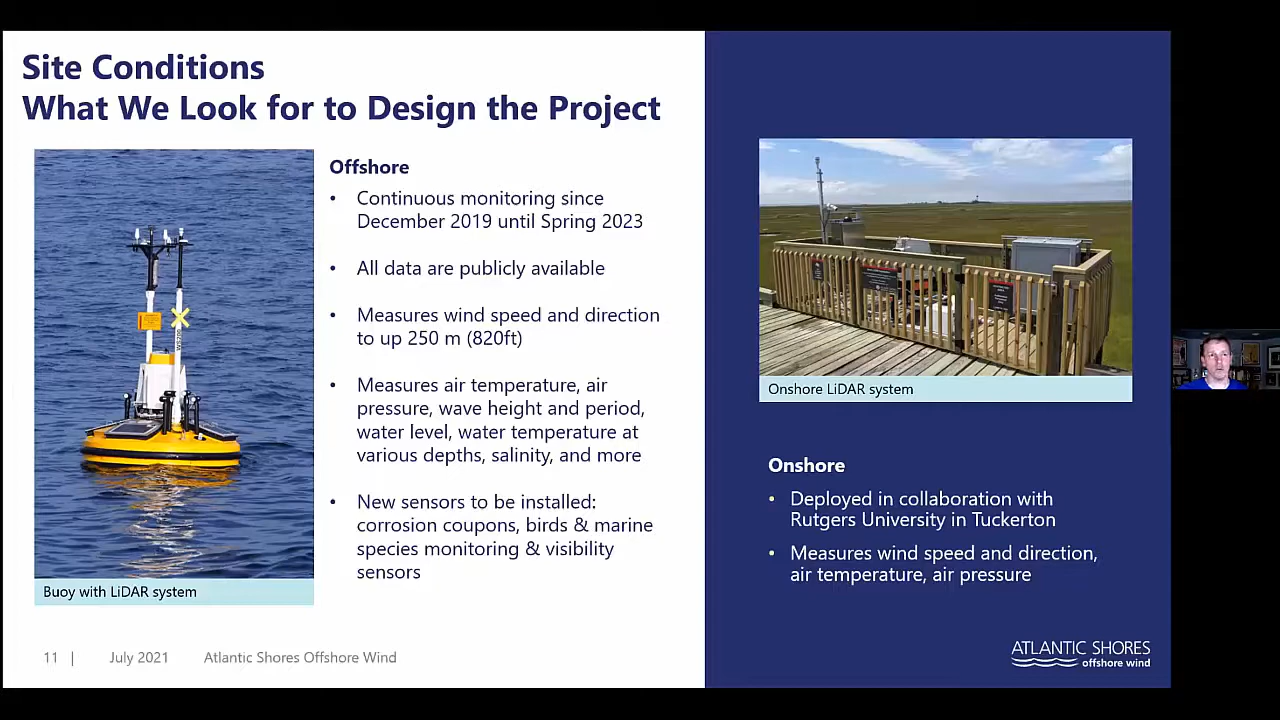 Site Conditions
What We Look for to Design the Project
Offshore
• Continuous monitoring since
December 2019 until Spring 2023
• All data are publicly available
• Measures wind speed and direction
to up 250 m (820ft)
• Measures air temperature, air
pressure, wave height and period,
water level, water temperature at
various depths, salinity, and more
• New sensors to be installed:
corrosion coupons, birds & marine
species monitoring & visibility
sensors
Buoy with LiDAR system
Onshore LiDAR system
Onshore
• Deployed in collaboration with
Rutgers University in Tuckerton
• Measures wind speed and direction,
air temperature, air pressure
11 | July 2021 Atlantic Shores Offshore Wind
ATLANTIC SHORES
offshore wind